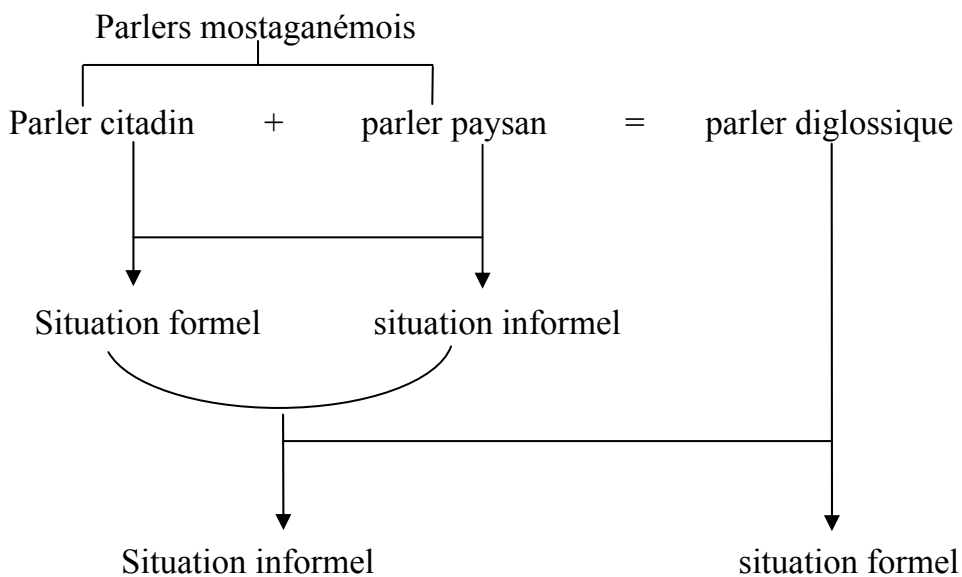 Parlers mostaganémois
Parler citadin + parler paysan = parler diglossique
Situation formel situation informel
Situation informel situation formel